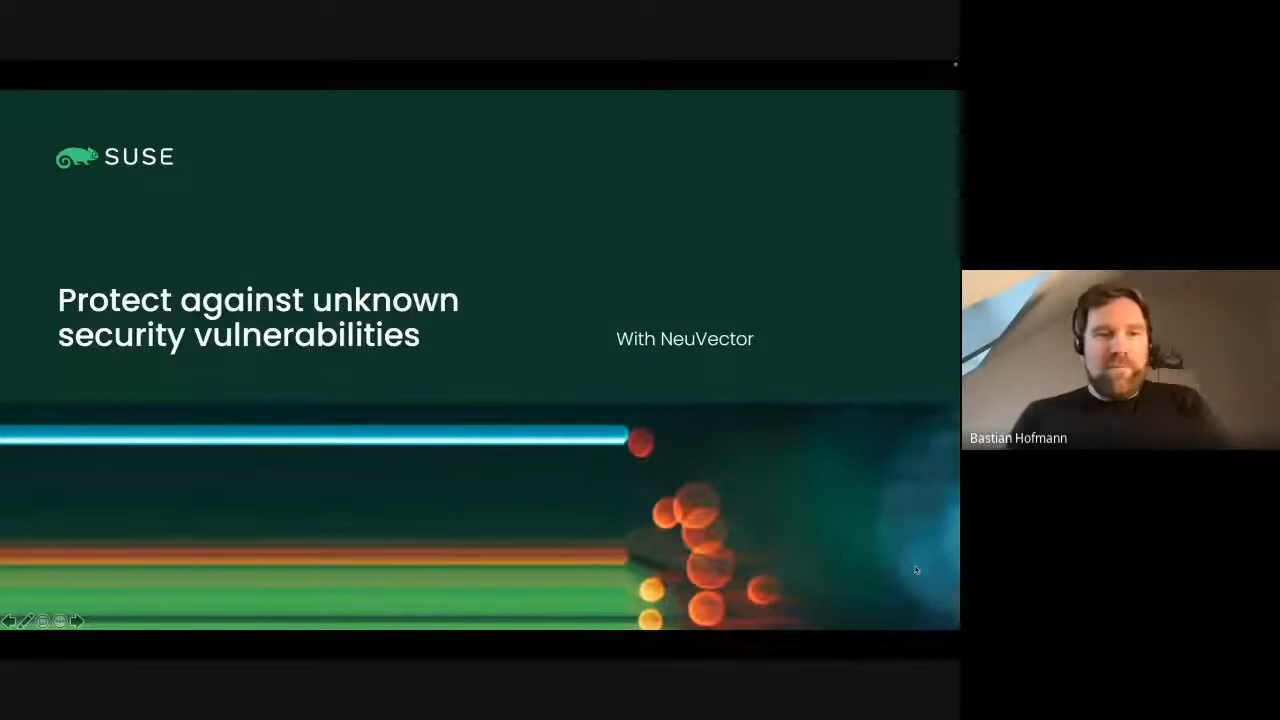 SUSE
Protect against unknown
security vulnerabilities
With NeuVector
Bastian Hofmann